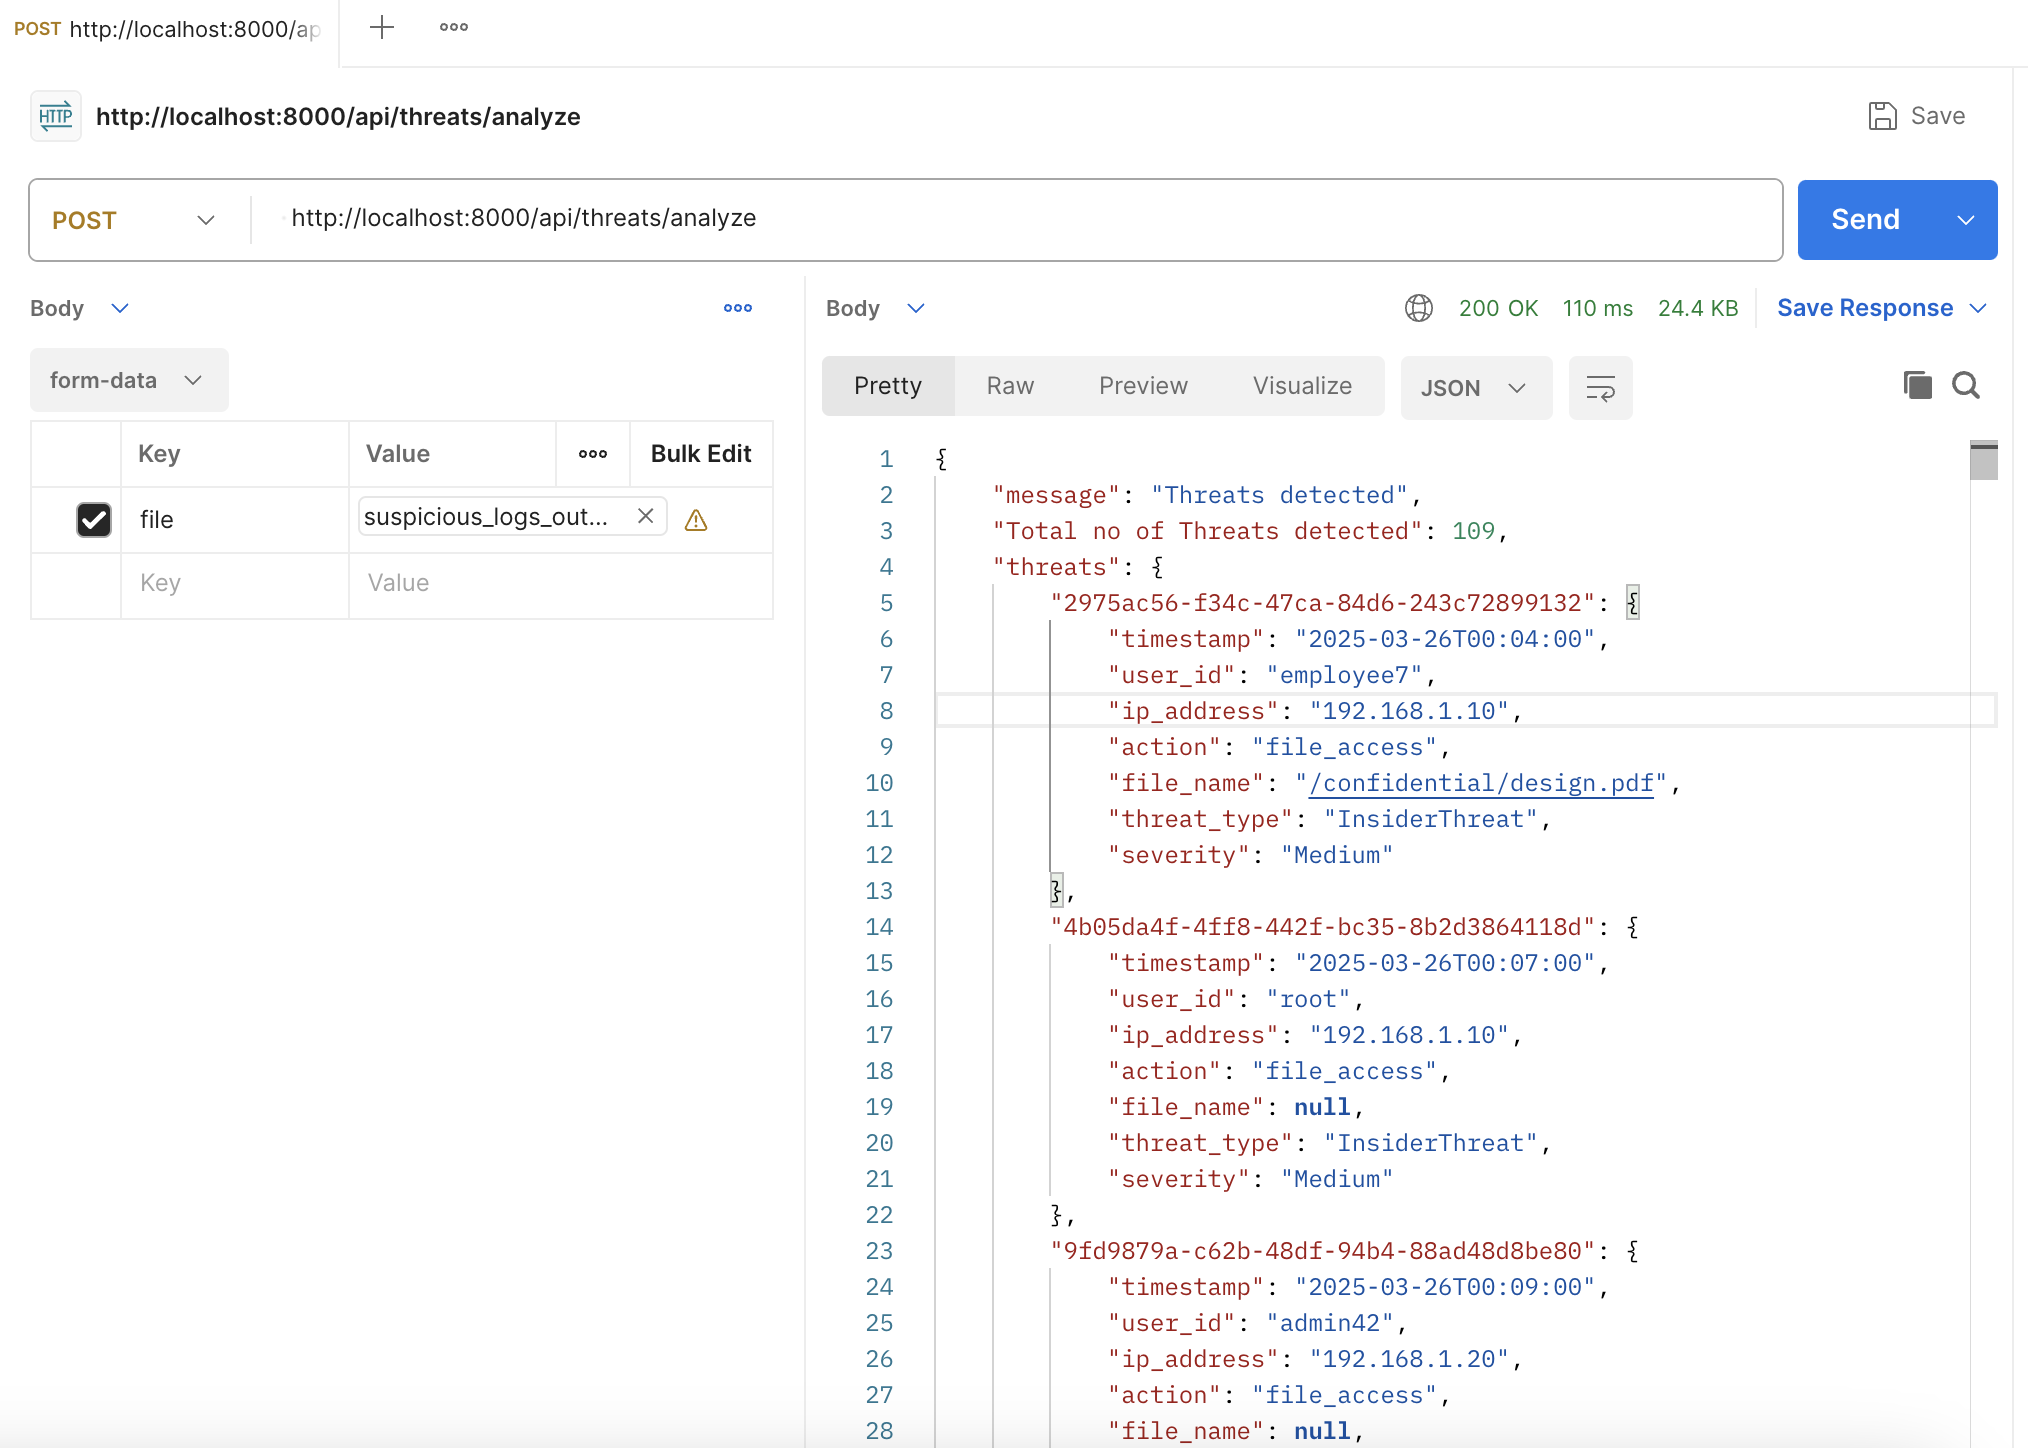 POST http://localhost:8000/ap
http://localhost:8000/api/threats/analyze
Save
POST http://localhost:8000/api/threats/analyze Send
Body
form-data
Key Value Bulk Edit
file suspicious_logs_out...
Key Value
Body 200 OK 110 ms 24.4 KB Save Response
Pretty Raw Preview Visualize JSON
1 {
2 "message": "Threats detected",
3 "Total no of Threats detected": 109,
4 "threats": {
5 "2975ac56-f34c-47ca-84d6-243c72899132": {
6 "timestamp": "2025-03-26T00:04:00",
7 "user_id": "employee7",
8 "ip_address": "192.168.1.10",
9 "action": "file_access",
10 "file_name": "/confidential/design.pdf",
11 "threat_type": "InsiderThreat",
12 "severity": "Medium"
13 },
14 "4b05da4f-4ff8-442f-bc35-8b2d3864118d": {
15 "timestamp": "2025-03-26T00:07:00",
16 "user_id": "root",
17 "ip_address": "192.168.1.10",
18 "action": "file_access",
19 "file_name": null,
20 "threat_type": "InsiderThreat",
21 "severity": "Medium"
22 },
23 "9fd9879a-c62b-48df-94b4-88ad48d8be80": {
24 "timestamp": "2025-03-26T00:09:00",
25 "user_id": "admin42",
26 "ip_address": "192.168.1.20",
27 "action": "file_access",
28 "file_name": null,